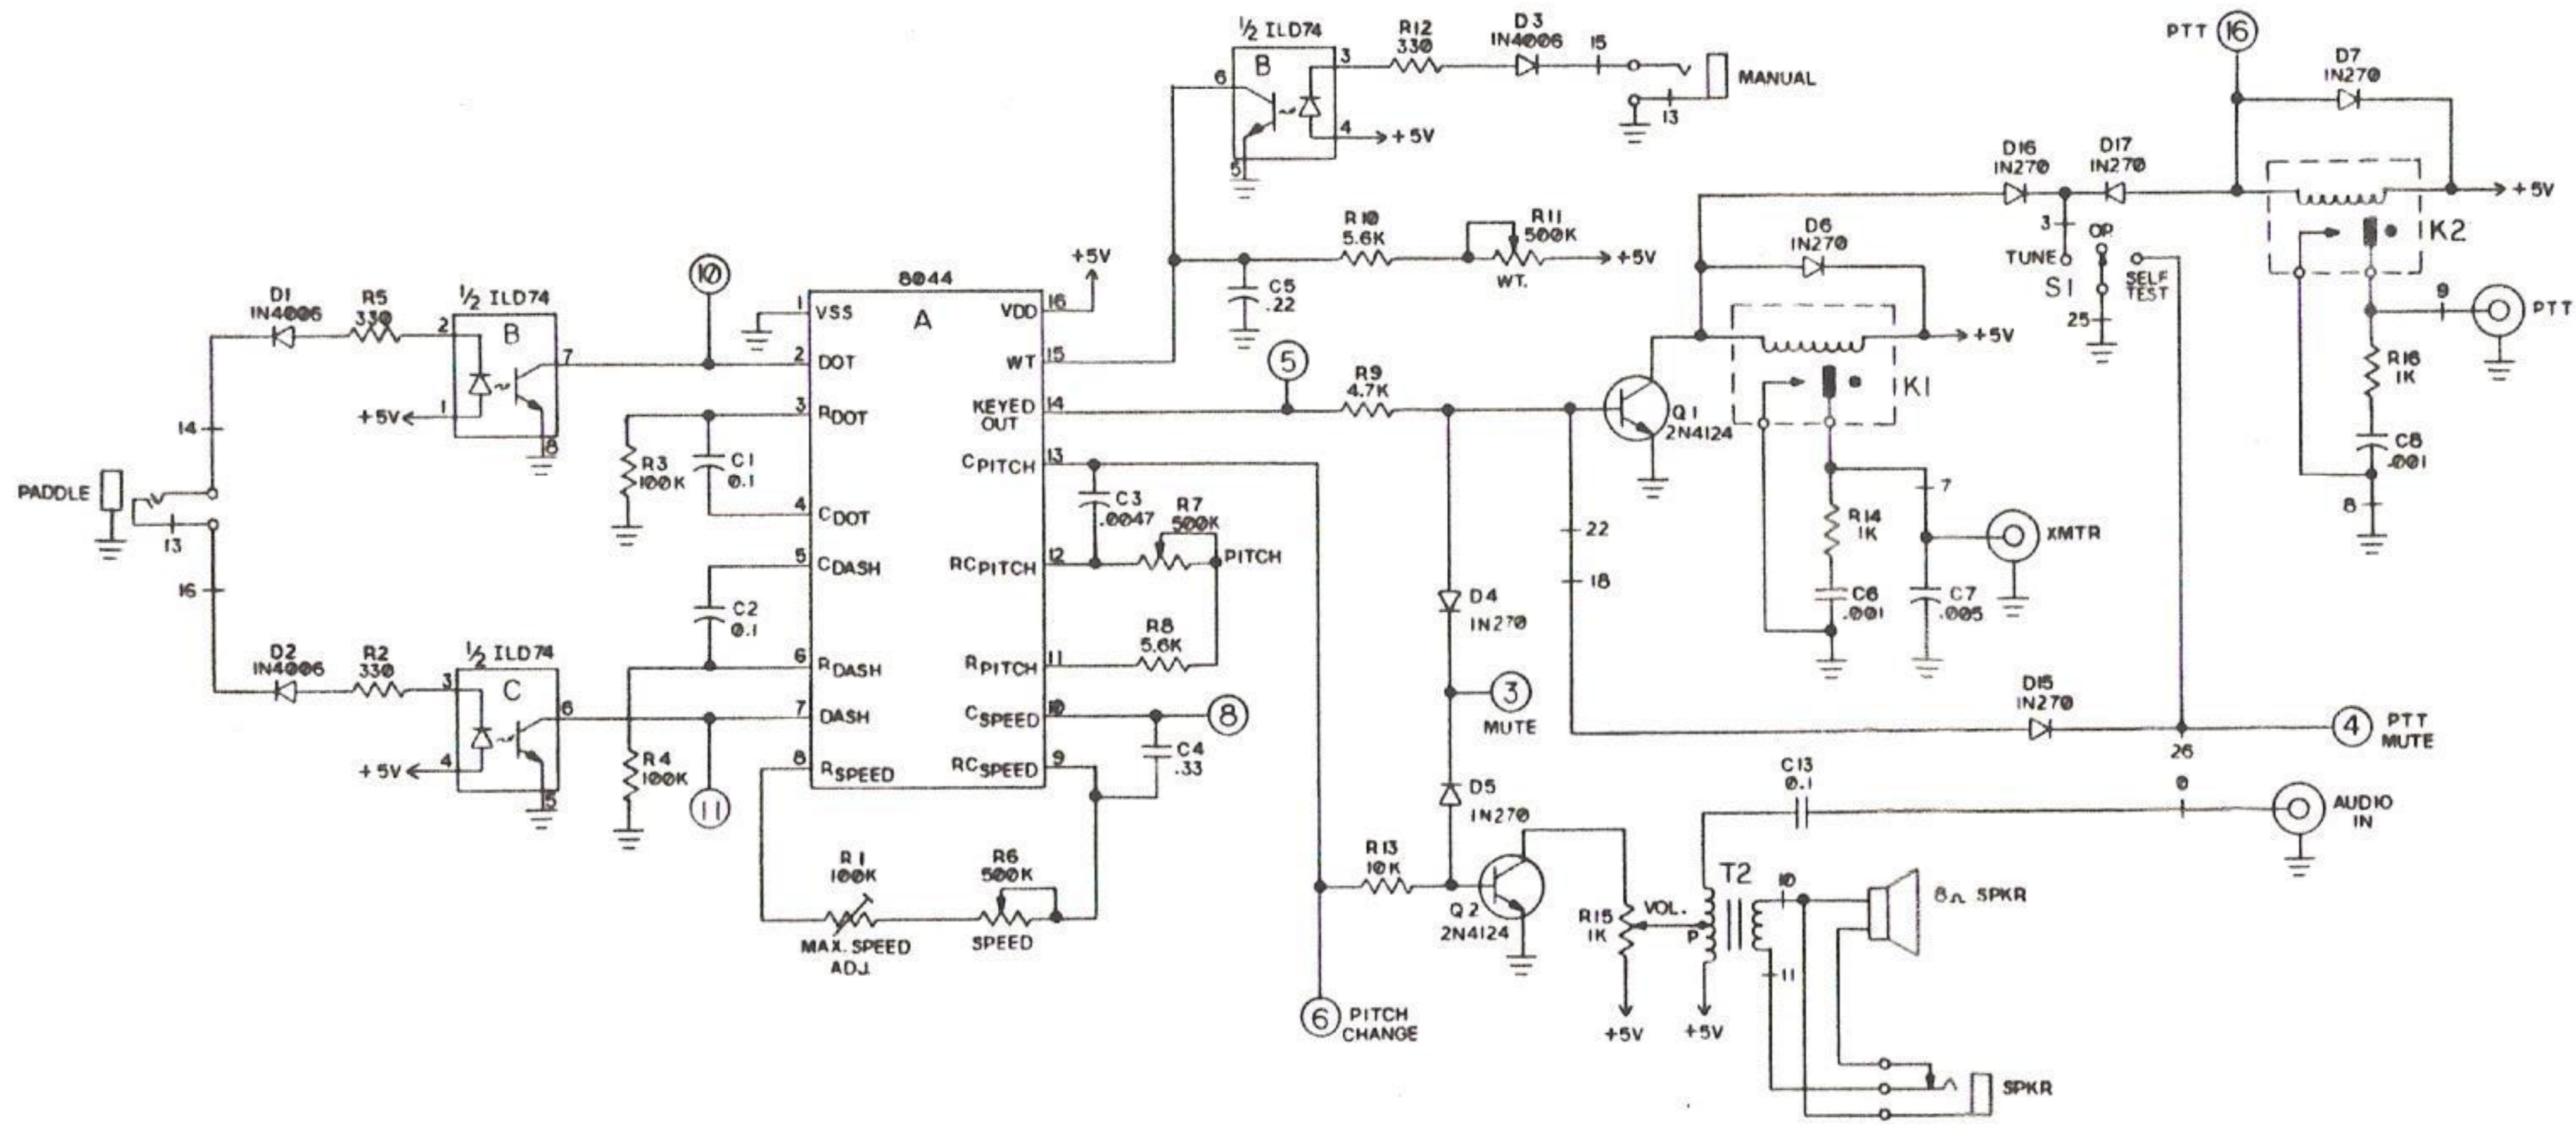 PADDLE
14
13
16
D1
1N4006
R5
330
1/2 ILD74
B
2
1
7
8
+5V
D2
1N4006
R2
330
1/2 ILD74
C
3
4
6
5
+5V
10
11
R3
100K
C1
0.1
C2
0.1
R4
100K
8044
A
1
VSS
2
DOT
3
RDOT
4
CDOT
5
CDASH
6
RDASH
7
DASH
8
RSPEED
VDD
16
+5V
WT
15
KEYED
OUT
14
CPITCH
13
RCPITCH
12
RPITCH
11
CSPEED
10
RCSPEED
9
R1
100K
MAX. SPEED
ADJ.
R6
500K
SPEED
C3
.0047
R7
500K
PITCH
R8
5.6K
8
C4
.33
1/2 ILD74
B
6
5
3
4
+5V
R12
330
D3
1N4006
15
13
MANUAL
C5
.22
R10
5.6K
R11
500K
WT.
+5V
5
R9
4.7K
Q1
2N4124
22
18
D4
1N270
3
MUTE
D5
1N270
R13
10K
Q2
2N4124
6
PITCH
CHANGE
D6
1N270
+5V
K1
R14
1K
C6
.001
7
C7
.005
XMTR
D16
1N270
D17
1N270
3
TUNE
OP
S1
SELF
TEST
25
PTT
16
D7
1N270
+5V
K2
9
PTT
R16
1K
C8
.001
8
D15
1N270
26
4
PTT
MUTE
C13
0.1
0
AUDIO
IN
R15
1K
VOL.
+5V
T2
P
+5V
10
11
8Ω SPKR
SPKR